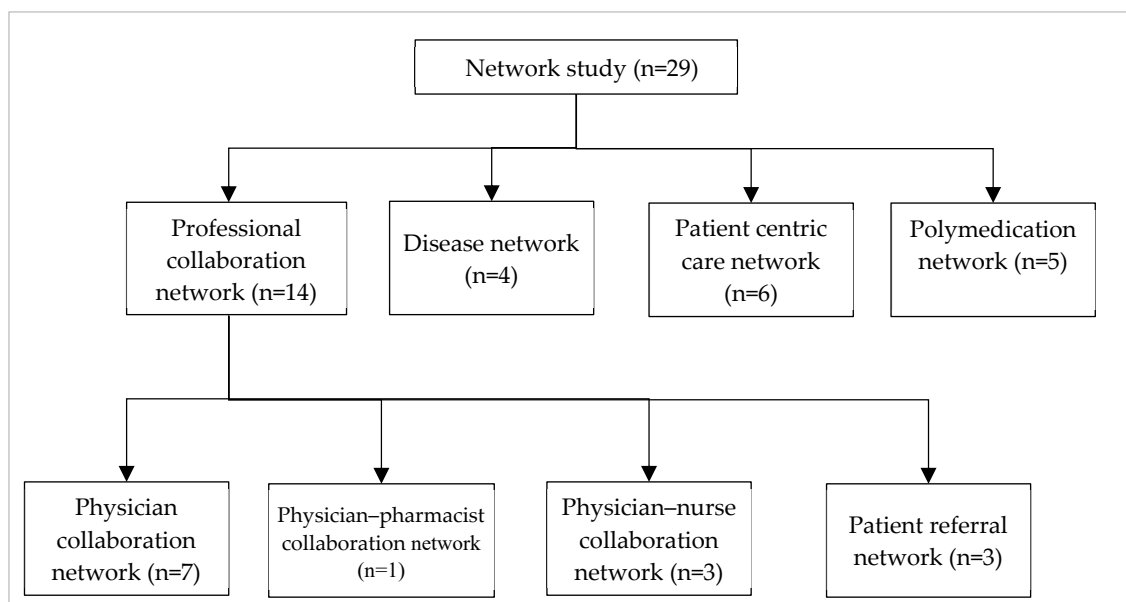 Network study (n=29)
Professional
collaboration
network (n=14)
Disease network
(n=4)
Patient centric
care network
(n=6)
Polymedication
network (n=5)
Physician
collaboration
network (n=7)
Physician–pharmacist
collaboration network
(n=1)
Physician–nurse
collaboration
network (n=3)
Patient referral
network (n=3)